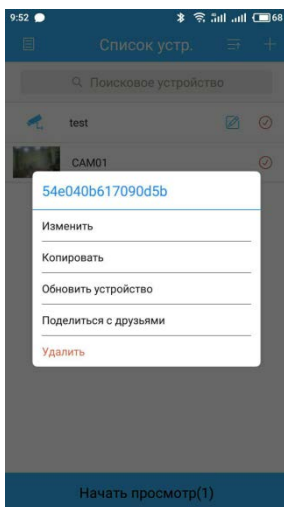 9:52 68
Список устр.
Поисковое устройство
test
CAM01
54e040b617090d5b
Изменить
Копировать
Обновить устройство
Поделиться с друзьями
Удалить
Начать просмотр(1)